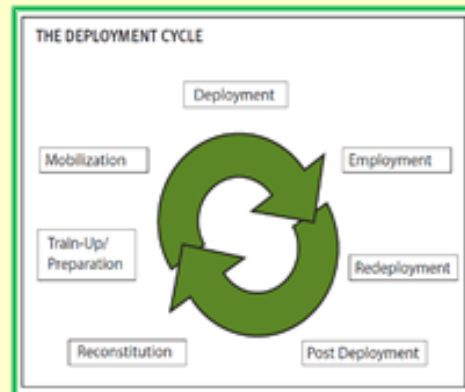 THE DEPLOYMENT CYCLE
Deployment
Mobilization
Employment
Train-Up/
Preparation
Redeployment
Reconstitution
Post Deployment